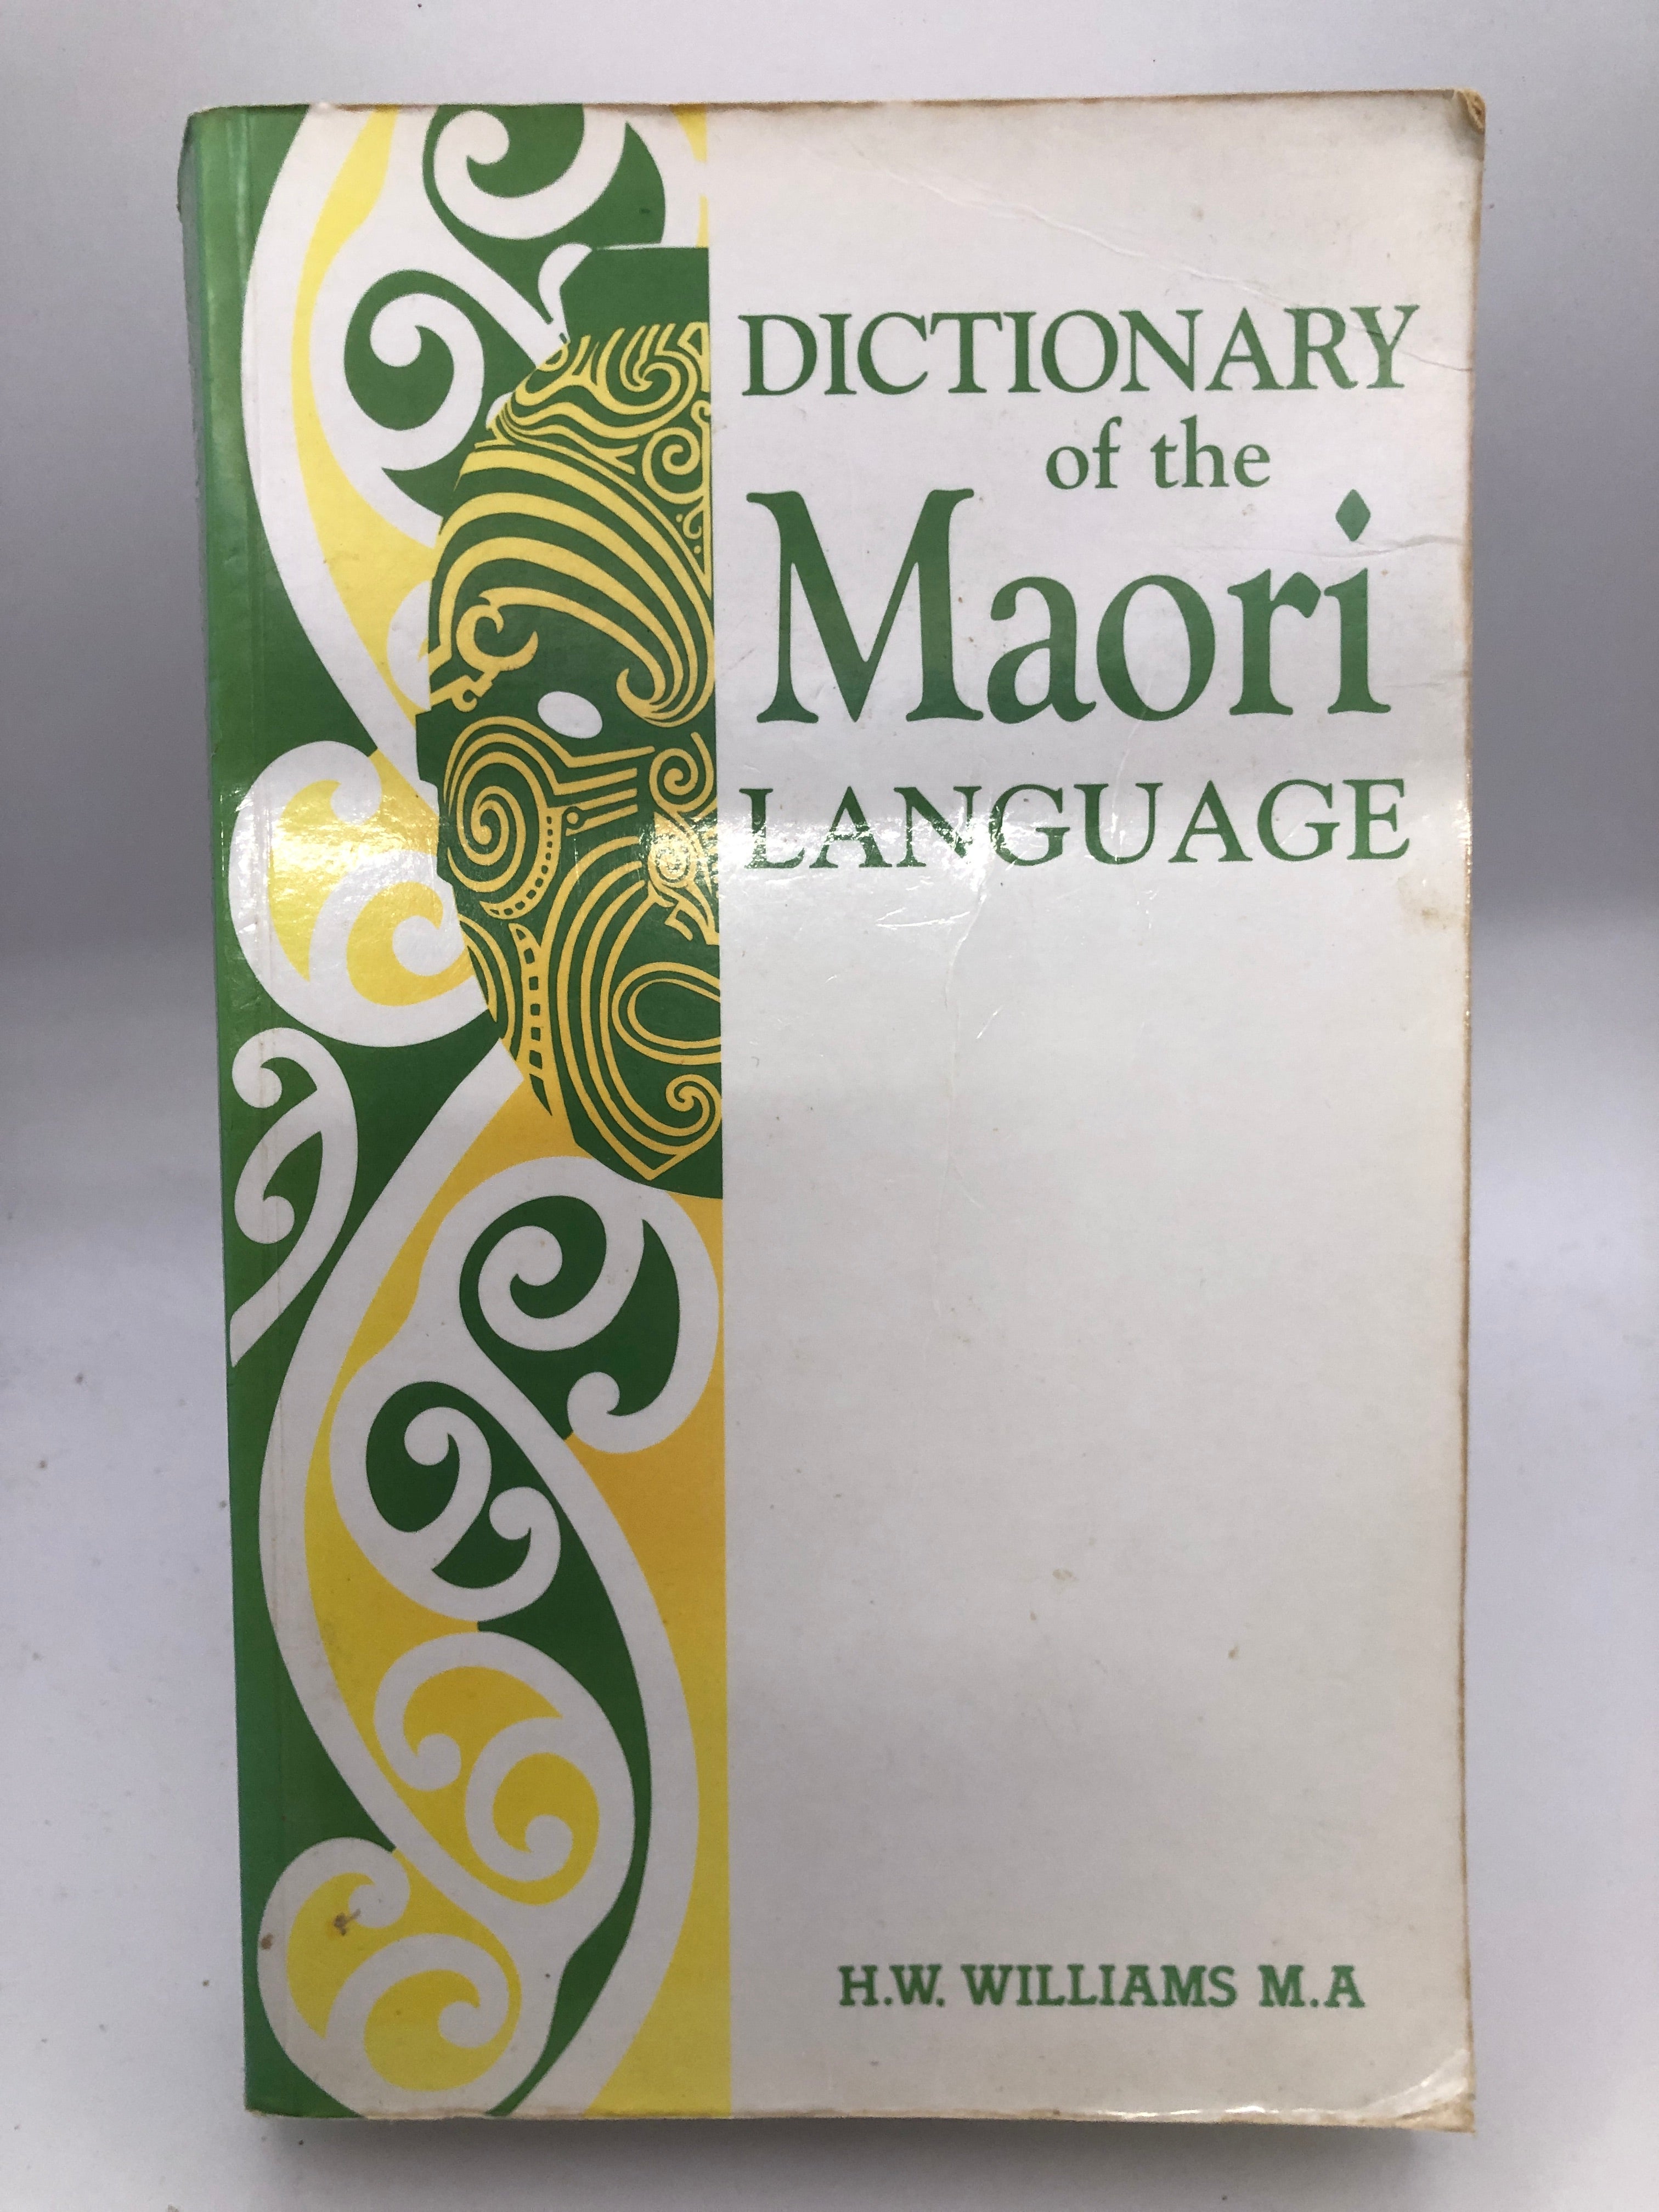 DICTIONARY
of the
Maori
LANGUAGE
H.W. WILLIAMS M.A